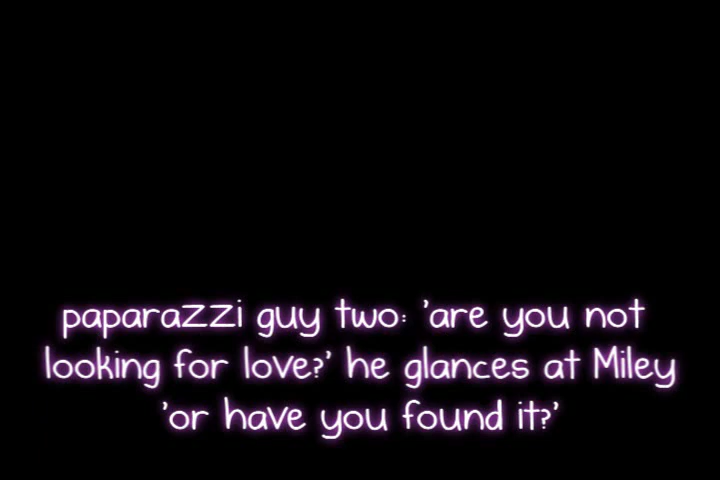 paparazzi guy two: 'are you not
looking for love?' he glances at Miley
'or have you found it?'